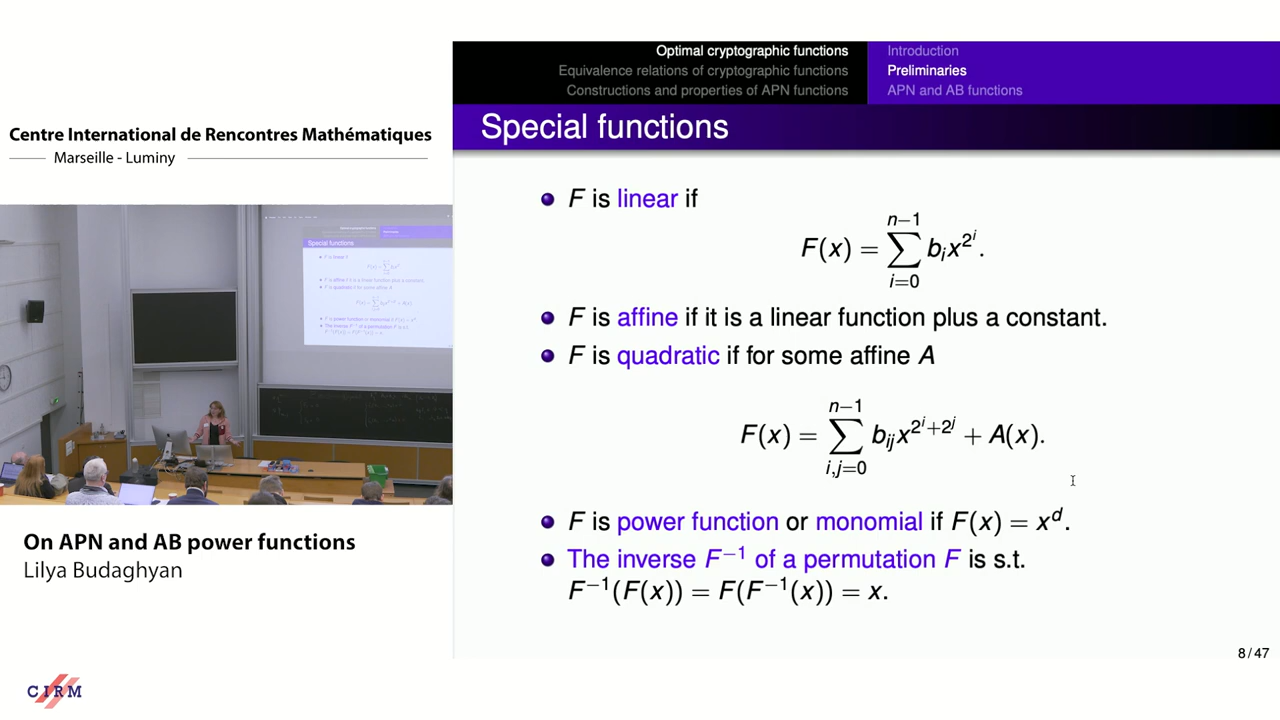 Centre International de Rencontres Mathématiques
Marseille - Luminy
On APN and AB power functions
Lilya Budaghyan
CIRM
Optimal cryptographic functions
Equivalence relations of cryptographic functions
Constructions and properties of APN functions
Introduction
Preliminaries
APN and AB functions
Special functions
F is linear if
F(x) = ∑_{i=0}^{n−1} b_i x^{2^i}.
F is affine if it is a linear function plus a constant.
F is quadratic if for some affine A
F(x) = ∑_{i,j=0}^{n−1} b_{ij} x^{2^i+2^j} + A(x).
F is power function or monomial if F(x) = x^d.
The inverse F^{−1} of a permutation F is s.t.
F^{−1}(F(x)) = F(F^{−1}(x)) = x.
8 / 47